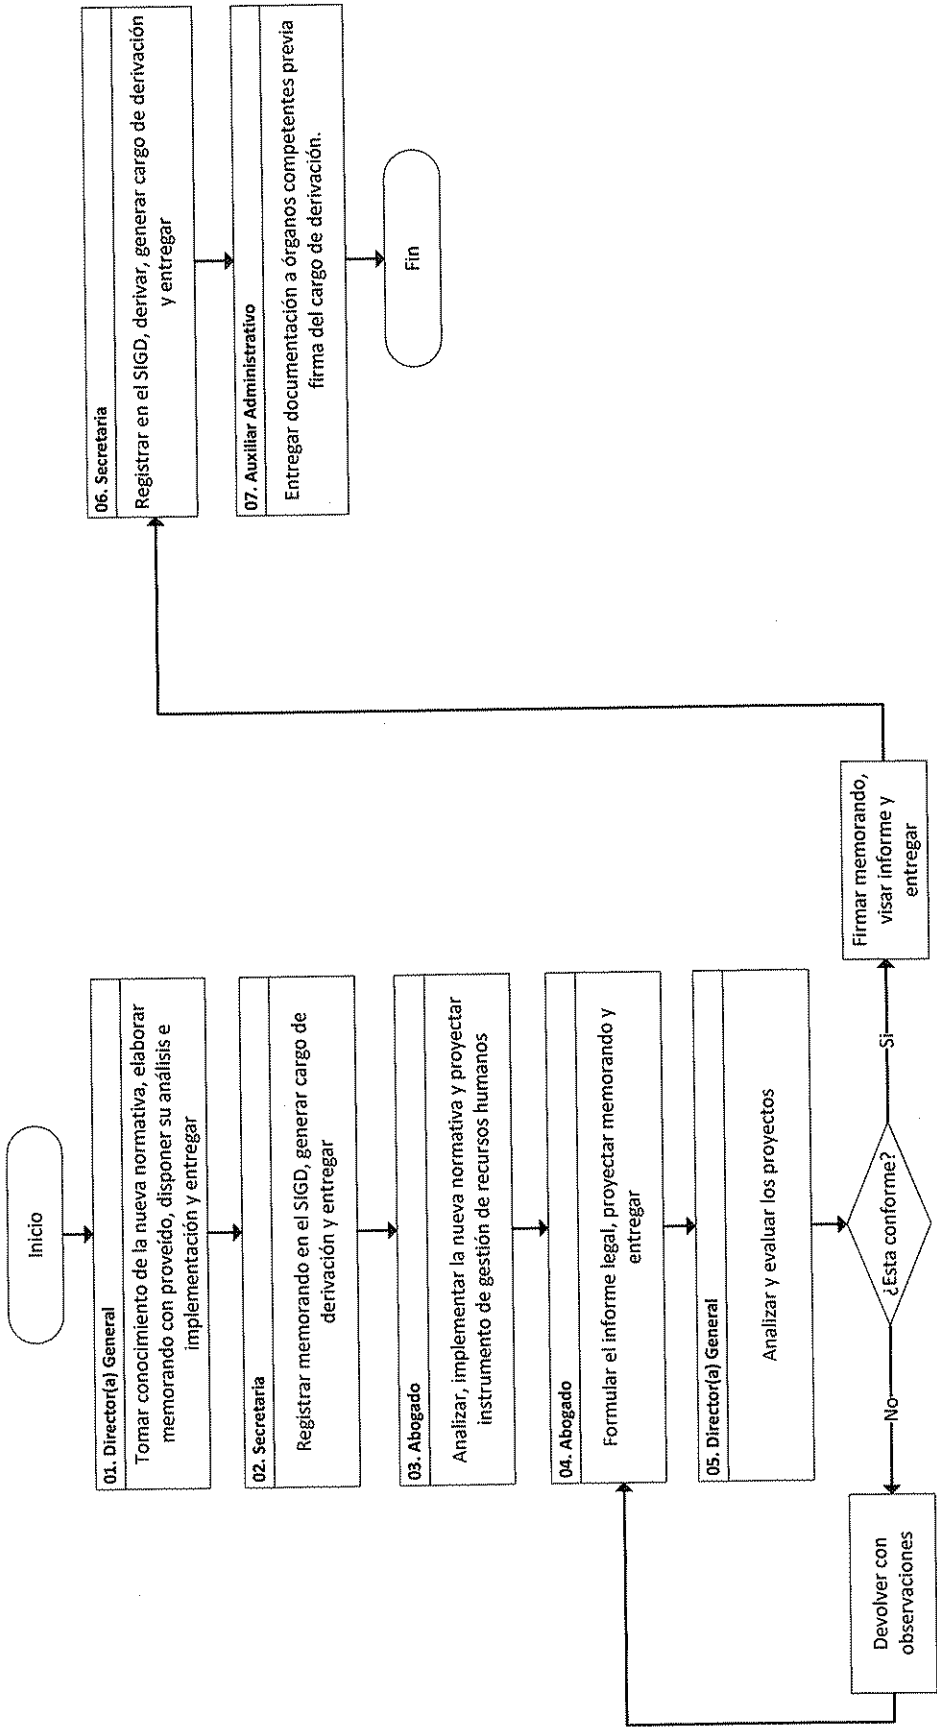 Inicio
01. Director(a) General
Tomar conocimiento de la nueva normativa, elaborar
memorando con proveído, disponer su análisis e
implementación y entregar
02. Secretaria
Registrar memorando en el SIGD, generar cargo de
derivación y entregar
03. Abogado
Analizar, implementar la nueva normativa y proyectar
instrumento de gestión de recursos humanos
04. Abogado
Formular el informe legal, proyectar memorando y
entregar
05. Director(a) General
Analizar y evaluar los proyectos
¿Esta conforme?
No
Devolver con
observaciones
Si
Firmar memorando,
visar informe y
entregar
06. Secretaria
Registrar en el SIGD, derivar, generar cargo de derivación
y entregar
07. Auxiliar Administrativo
Entregar documentación a órganos competentes previa
firma del cargo de derivación.
Fin